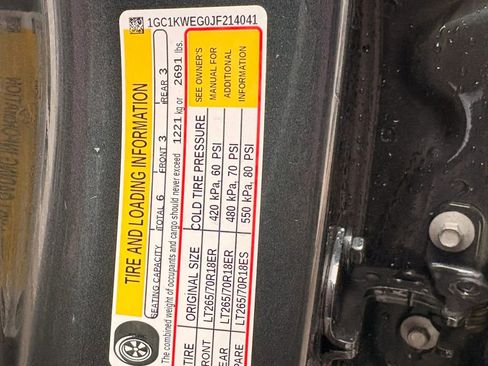 1GC1KWEG0JF214041
TIRE AND LOADING INFORMATION
SEATING CAPACITY TOTAL 6 FRONT 3 REAR 3
The combined weight of occupants and cargo should never exceed 1221 kg or 2691 lbs.
TIRE ORIGINAL SIZE COLD TIRE PRESSURE
RONT LT265/70R18ER 420 kPa, 60 PSI
EAR LT265/70R18ER 480 kPa, 70 PSI
PARE LT265/70R18ES 550 kPa, 80 PSI
SEE OWNER'S
MANUAL FOR
ADDITIONAL
INFORMATION